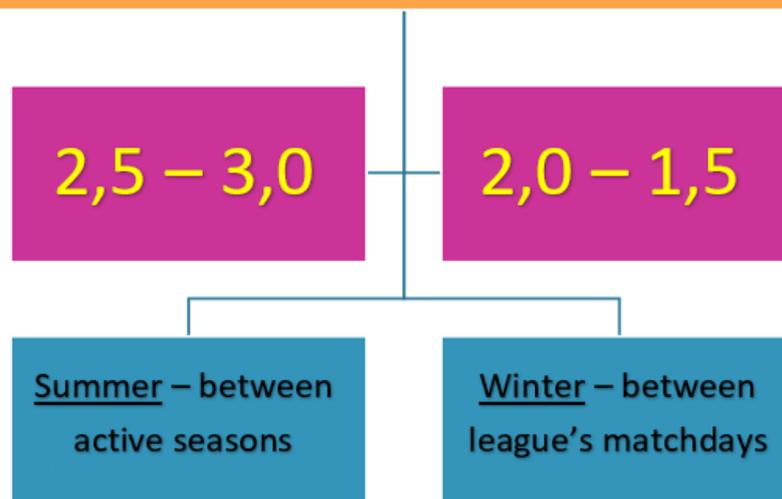 2,5 – 3,0
2,0 – 1,5
Summer – between
active seasons
Winter – between
league’s matchdays